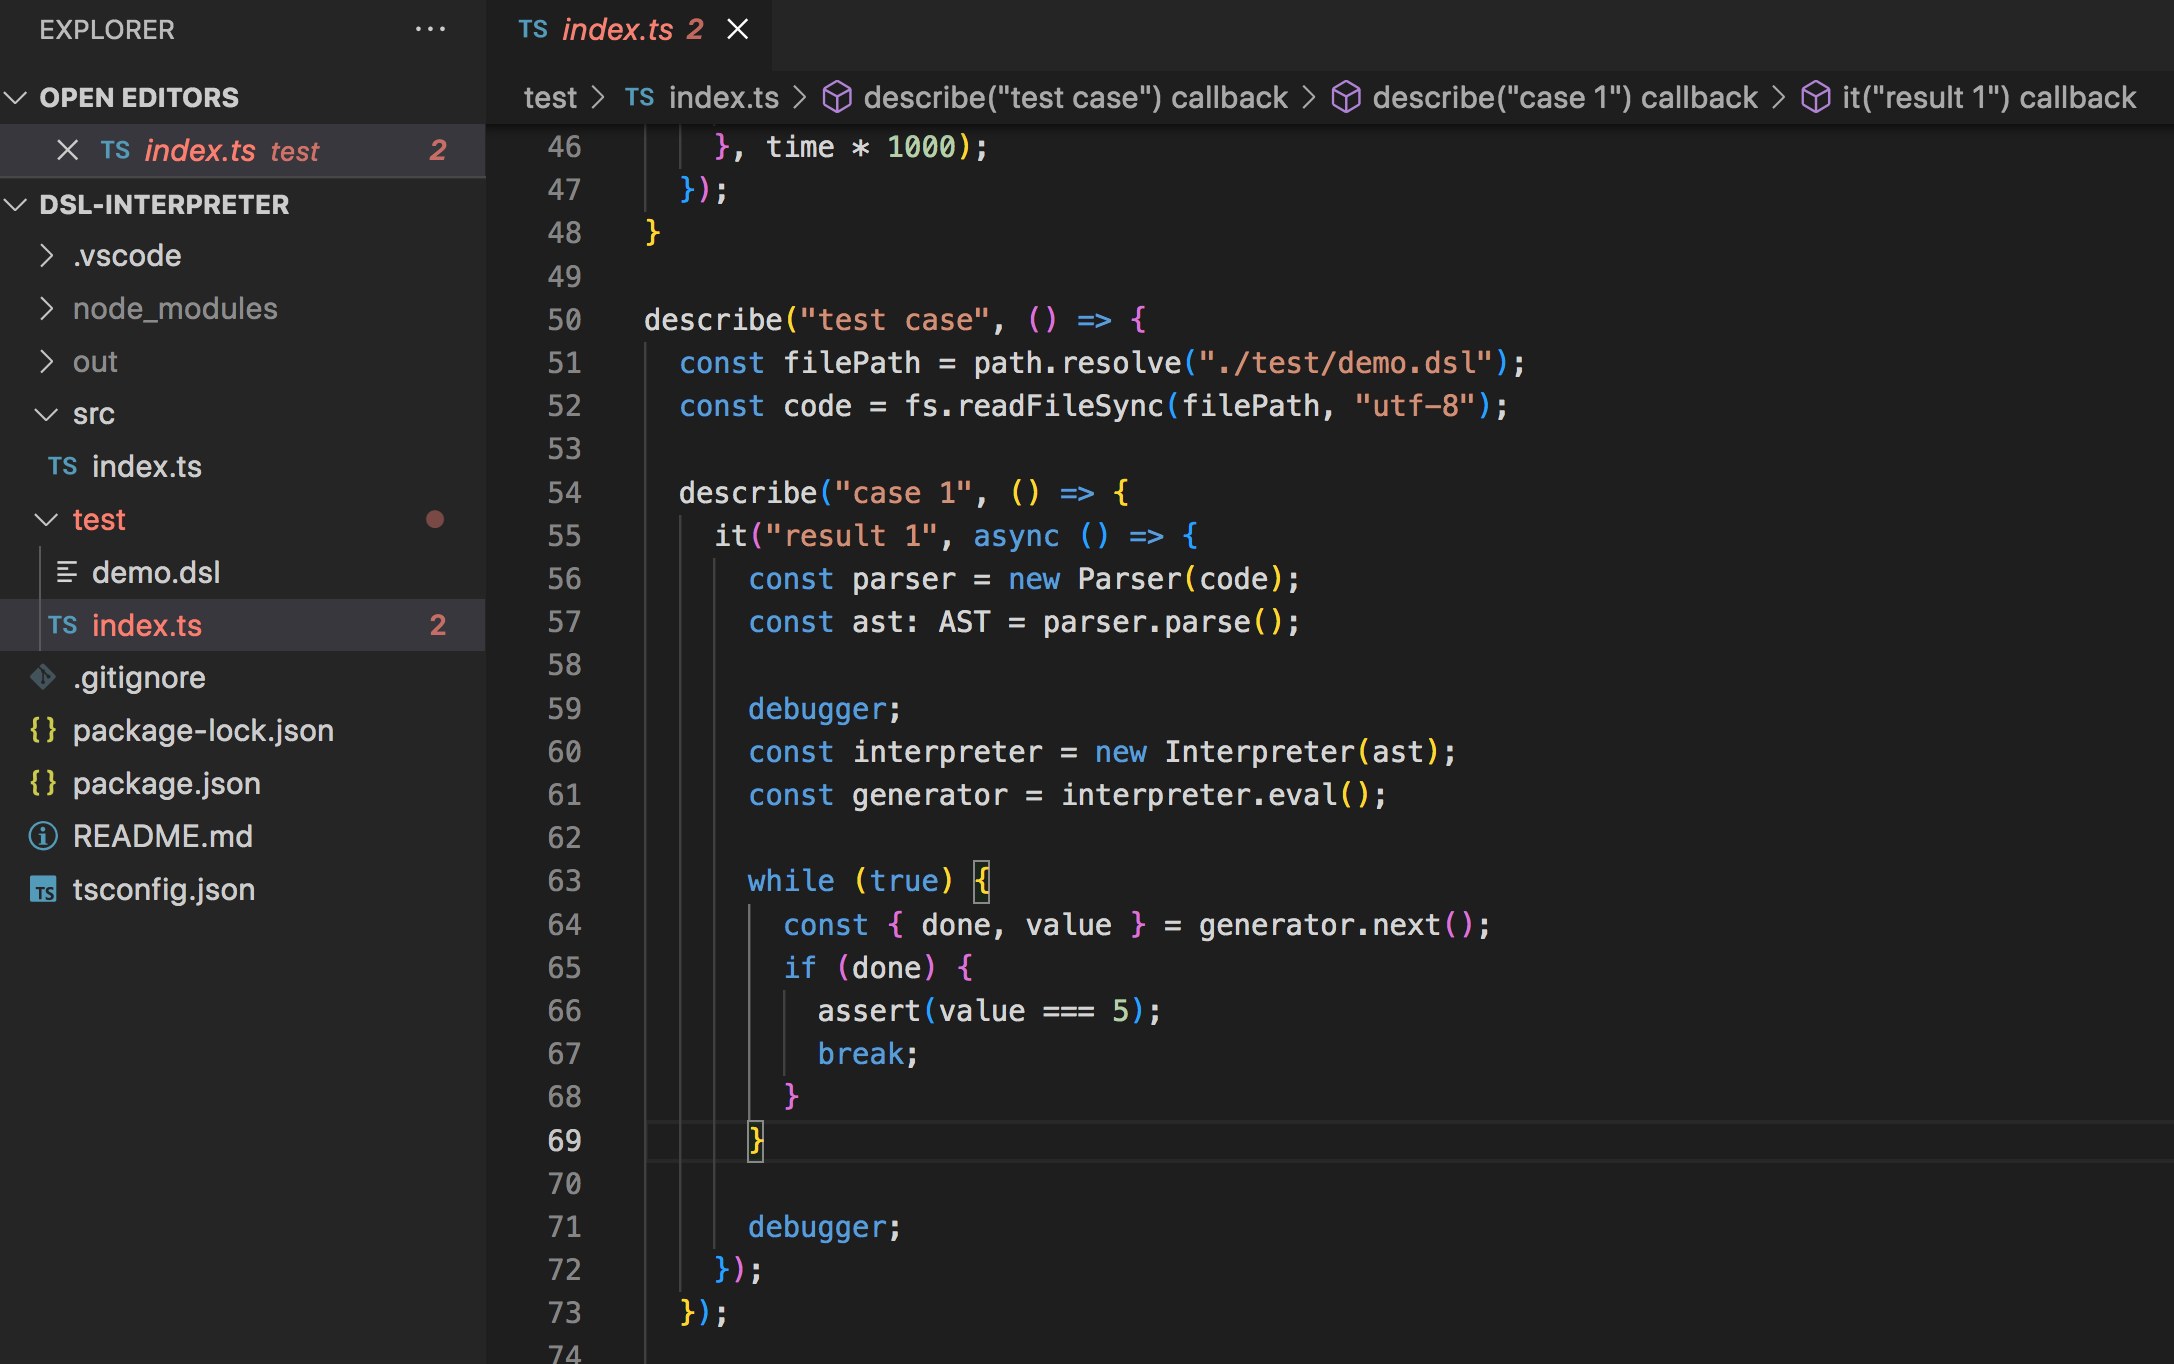 EXPLORER ...
OPEN EDITORS
TS index.ts test 2
DSL-INTERPRETER
.vscode
node_modules
out
src
TS index.ts
test
demo.dsl
TS index.ts 2
.gitignore
{} package-lock.json
{} package.json
README.md
TS tsconfig.json
TS index.ts 2
test > TS index.ts > describe("test case") callback > describe("case 1") callback > it("result 1") callback
46 }, time * 1000);
47 });
48 }
49
50 describe("test case", () => {
51 const filePath = path.resolve("./test/demo.dsl");
52 const code = fs.readFileSync(filePath, "utf-8");
53
54 describe("case 1", () => {
55 it("result 1", async () => {
56 const parser = new Parser(code);
57 const ast: AST = parser.parse();
58
59 debugger;
60 const interpreter = new Interpreter(ast);
61 const generator = interpreter.eval();
62
63 while (true) {
64 const { done, value } = generator.next();
65 if (done) {
66 assert(value === 5);
67 break;
68 }
69 }
70
71 debugger;
72 });
73 });
74